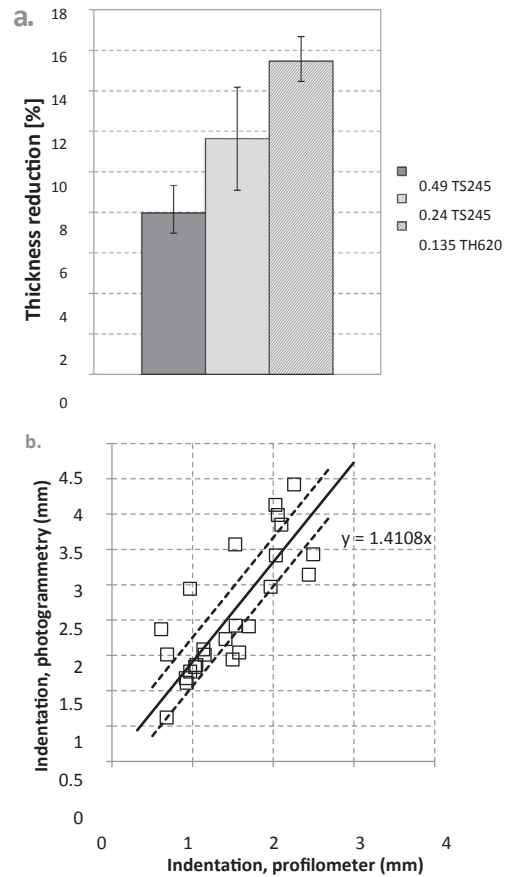 a.
Thickness reduction [%]
18
16
14
12
10
8
6
4
2
0
0.49 TS245
0.24 TS245
0.135 TH620
b.
Indentation, photogrammetry (mm)
4.5
4
3.5
3
2.5
2
1.5
1
0.5
0
y = 1.4108x
0 1 2 3 4
Indentation, profilometer (mm)